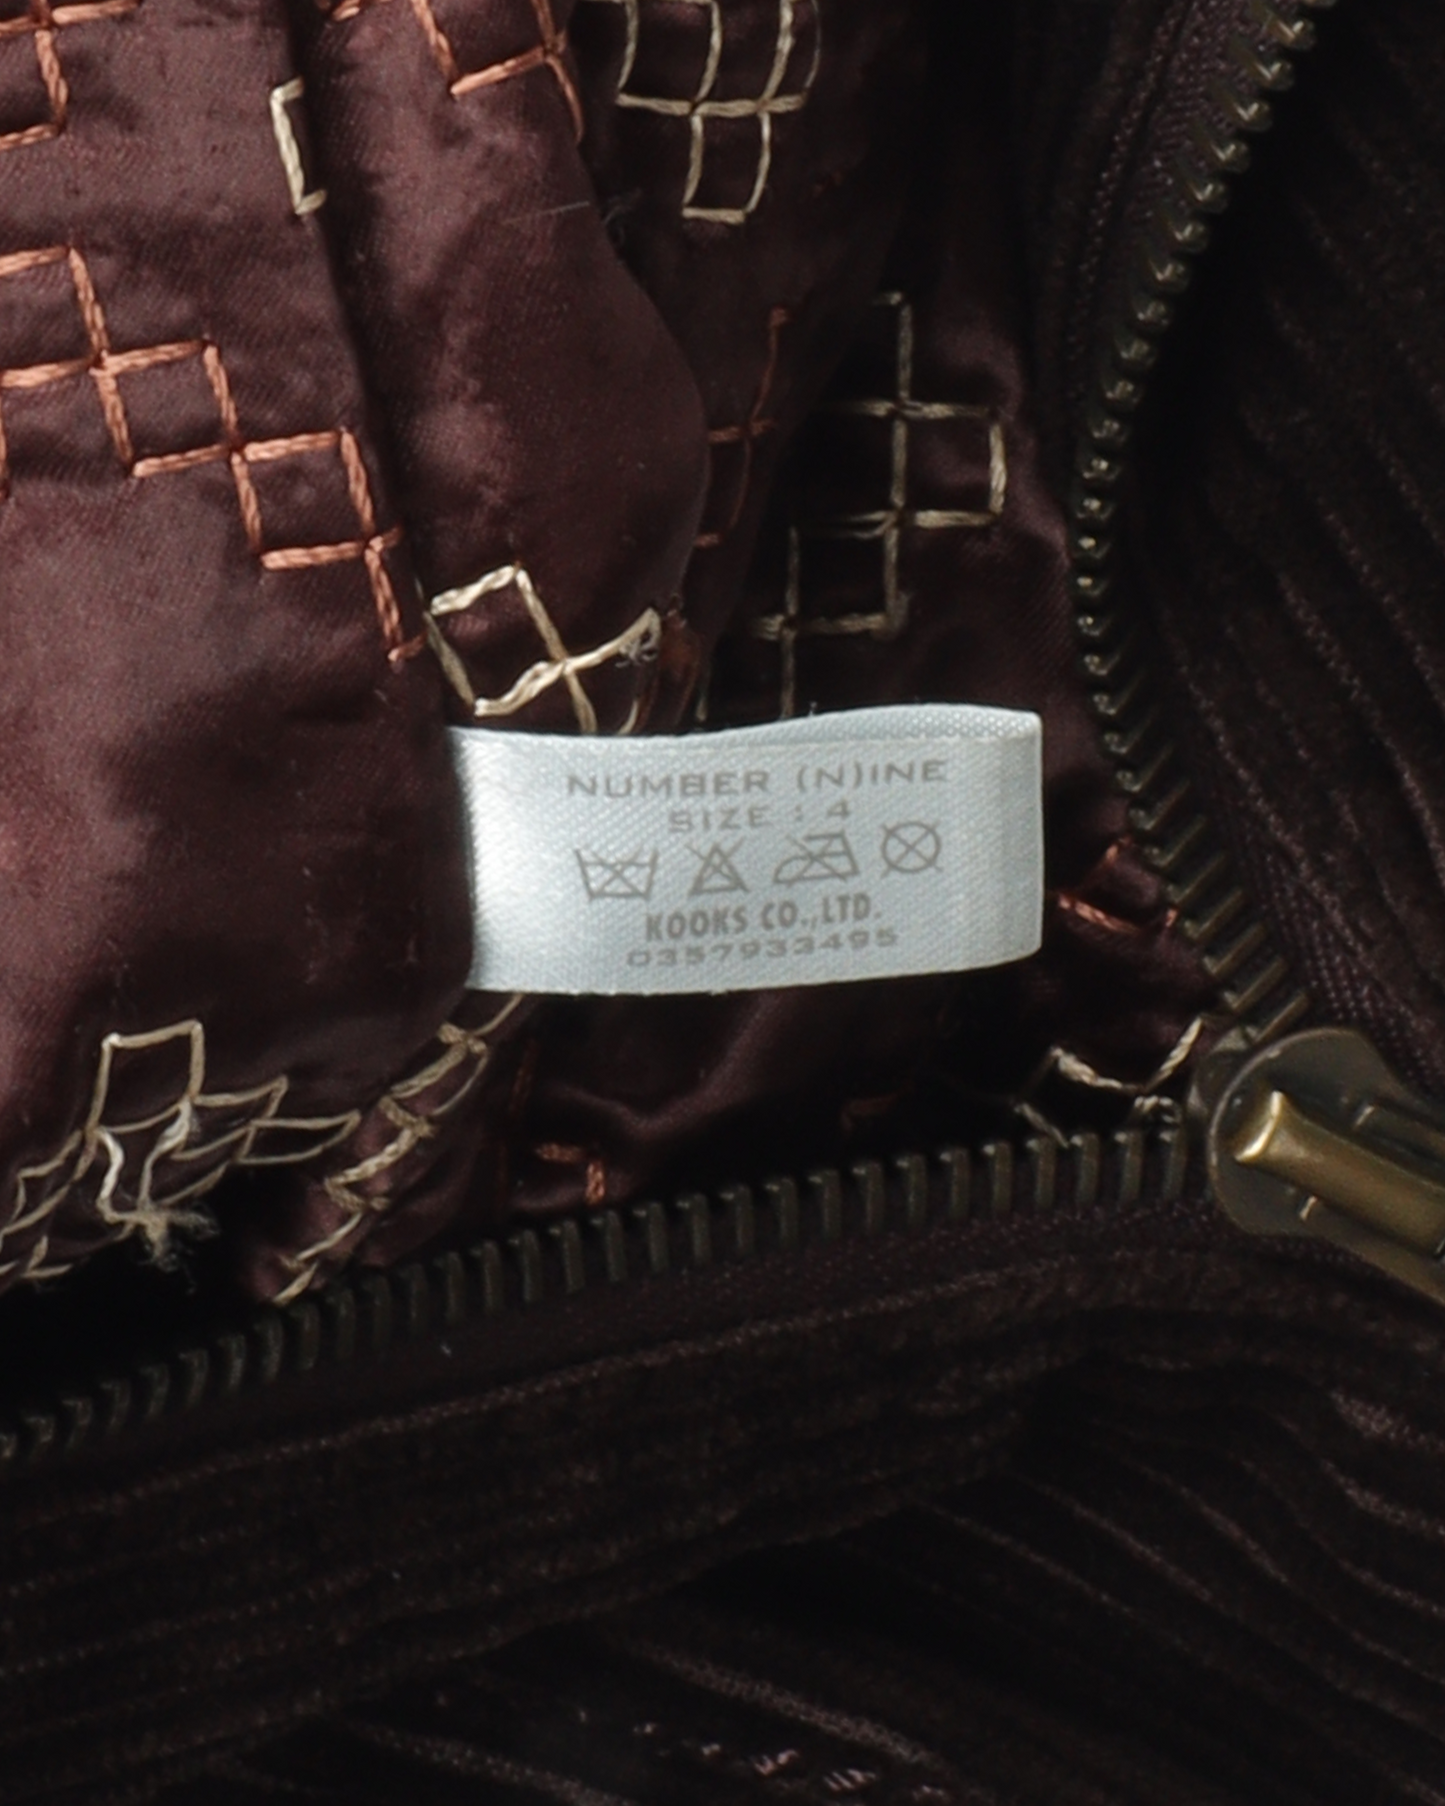 NUMBER (N)INE
SIZE : 4
KOOKS CO.,LTD.
0357933495